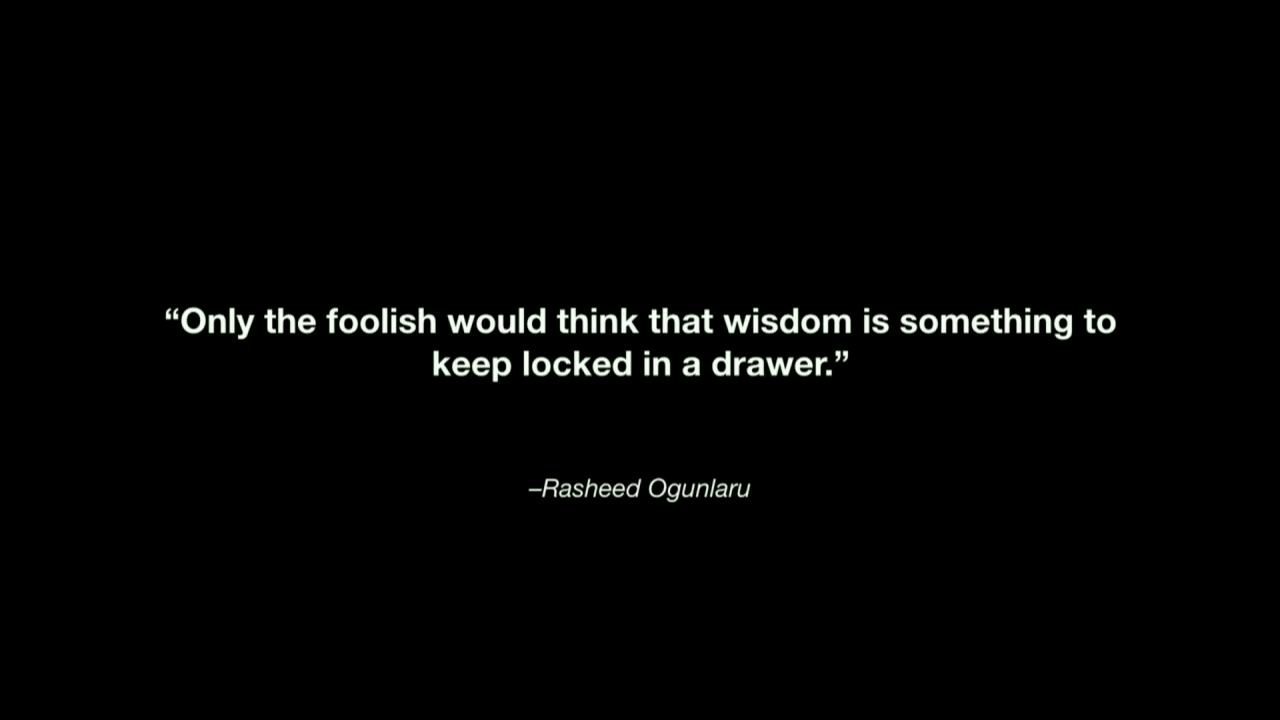 “Only the foolish would think that wisdom is something to
keep locked in a drawer.”
–Rasheed Ogunlaru